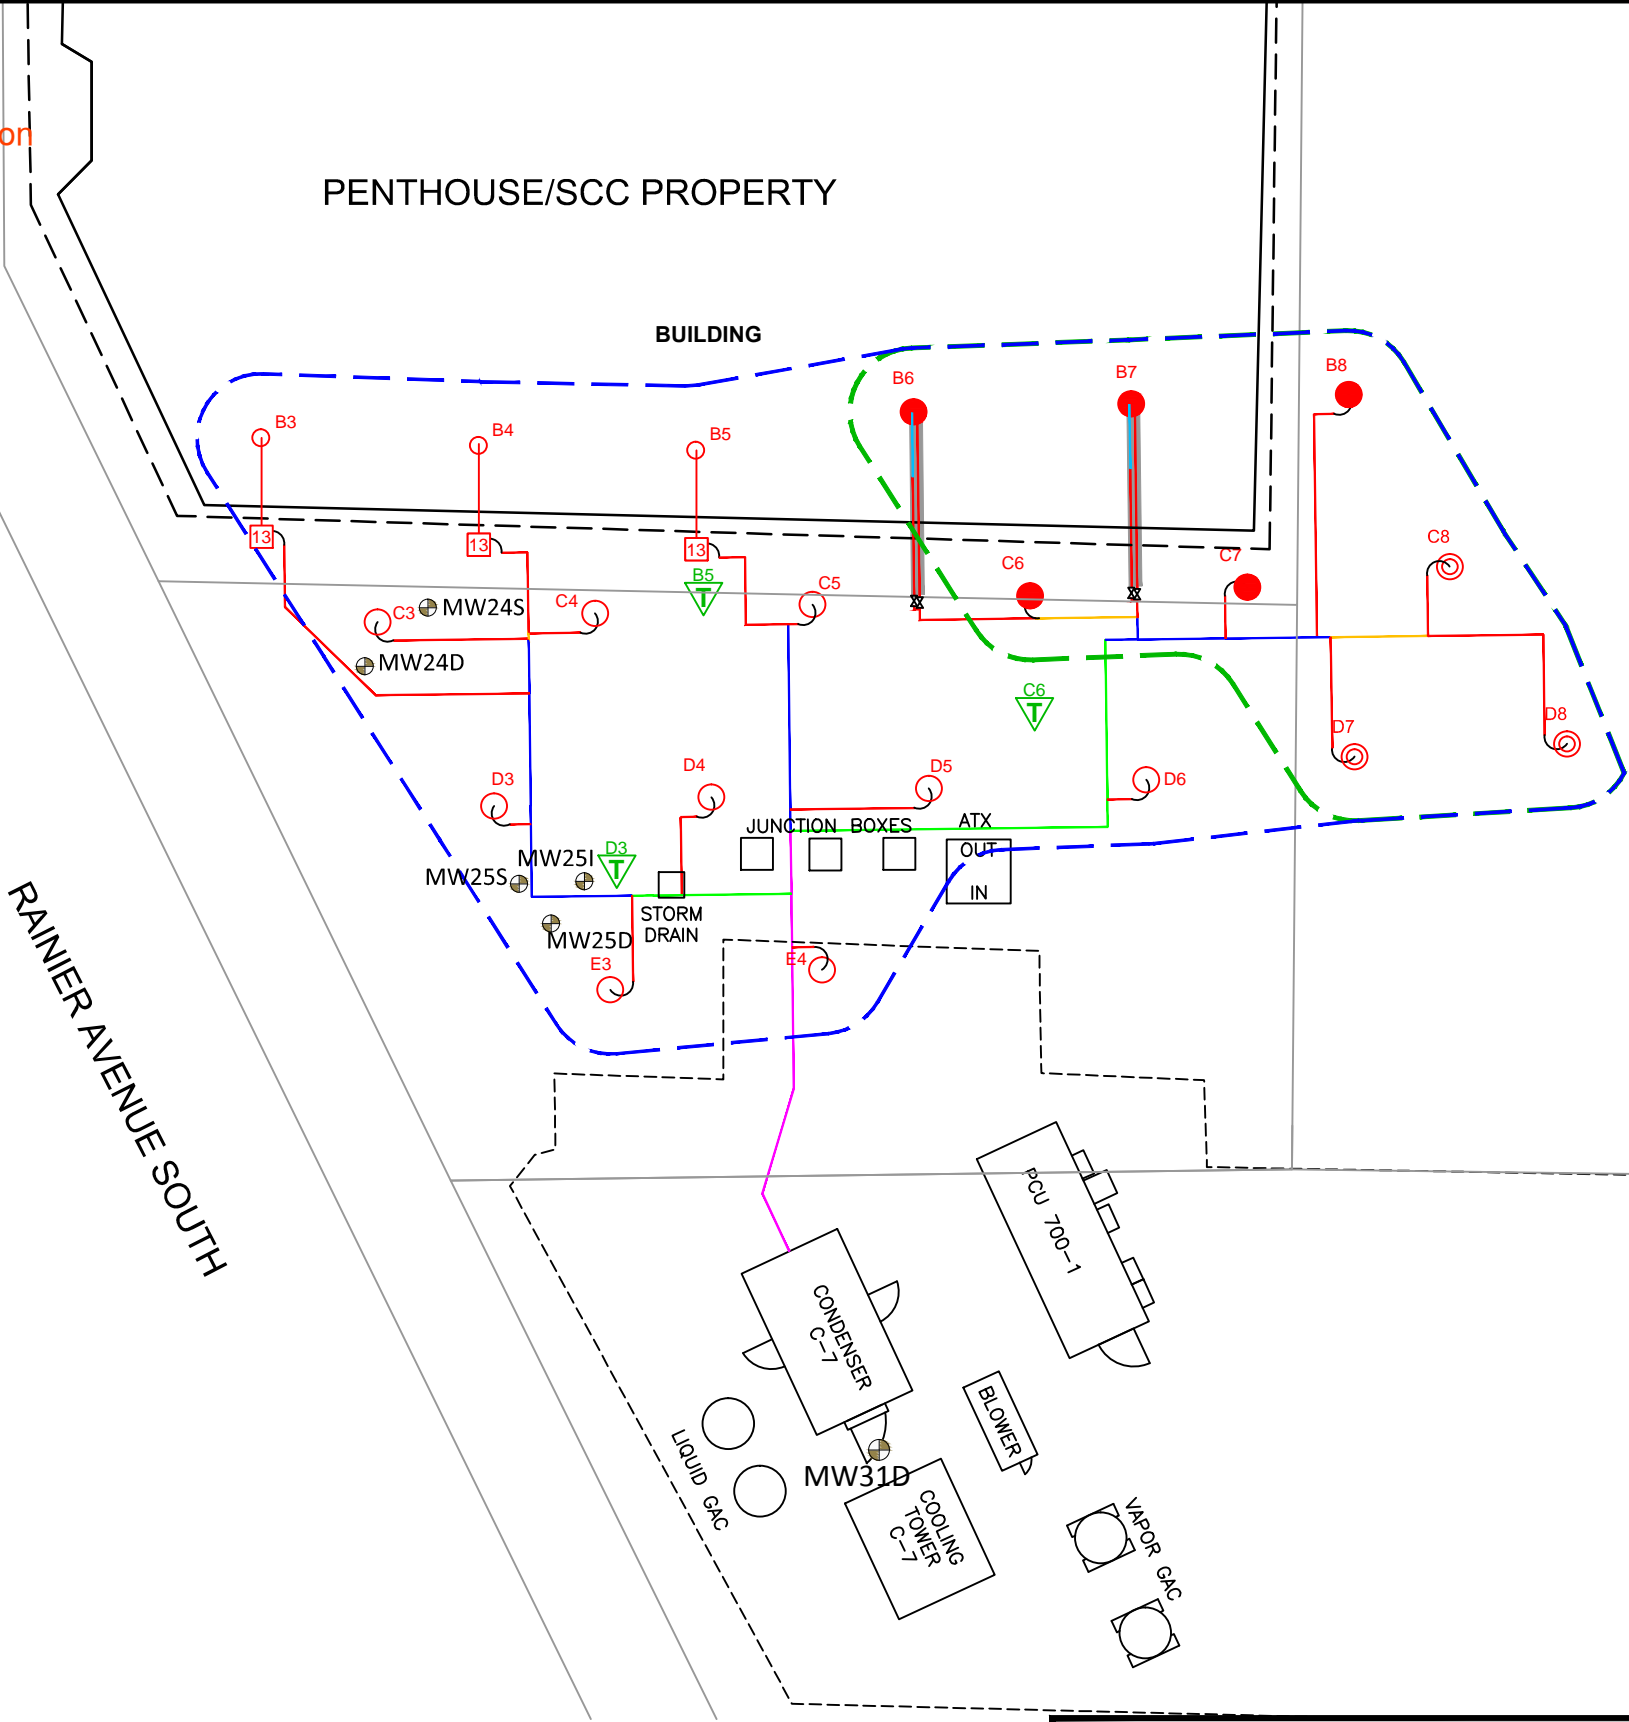 on
PENTHOUSE/SCC PROPERTY
BUILDING
B3
B4
B5
B6
B7
B8
13
13
13
B5
T
C3
MW24S
C4
C5
C6
C7
C8
MW24D
C6
T
D3
D4
D5
D6
D7
D8
JUNCTION BOXES
ATX
OUT
IN
MW25I
MW25S
D3
T
STORM
DRAIN
MW25D
E3
E4
RAINIER AVENUE SOUTH
PCU 700-1
CONDENSER
C-7
BLOWER
LIQUID GAC
MW31D
COOLING
TOWER
C-7
VAPOR GAC